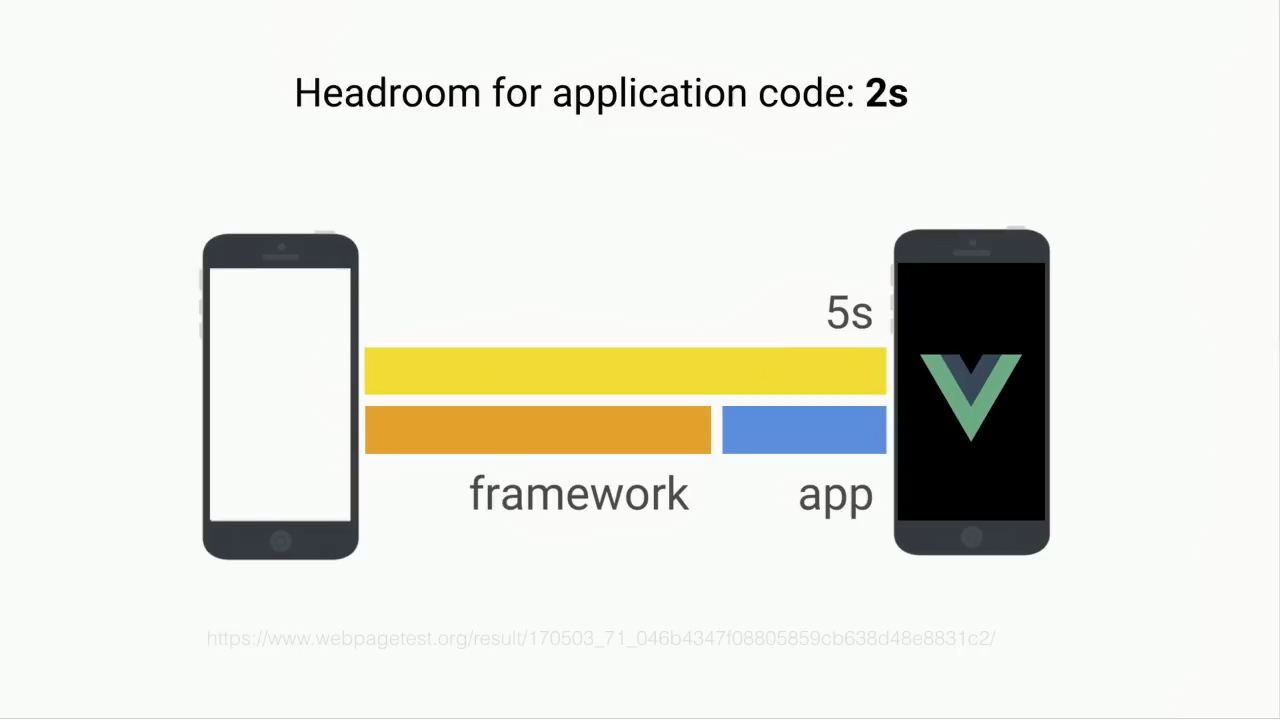 Headroom for application code: 2s
5s
framework
app
https://www.webpagetest.org/result/170503_71_046b4347f08805859cb638d48e8831c2/